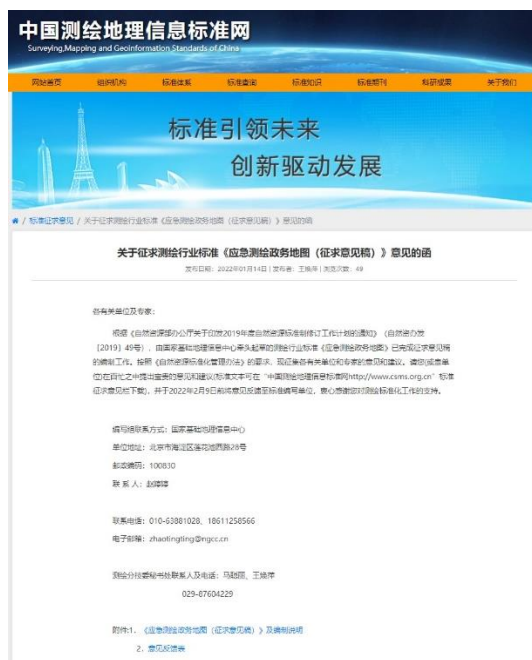 中国测绘地理信息标准网
Surveying,Mapping and Geoinformation Standards of China
网站首页 组织机构 标准体系 标准查询 标准知识 标准期刊 科研成果 关于我们
标准引领未来
创新驱动发展
/ 标准征求意见 / 关于征求测绘行业标准《应急测绘政务地图（征求意见稿）》意见的函
关于征求测绘行业标准《应急测绘政务地图（征求意见稿）》意见的函
发布日期：2022年01月14日 | 发布者：王焕萍 | 浏览次数：49
各有关单位及专家：
根据《自然资源部办公厅关于印发2019年度自然资源标准制修订工作计划的通知》（自然资办发
〔2019〕49号），由国家基础地理信息中心牵头起草的测绘行业标准《应急测绘政务地图》已完成征求意见稿
的编制工作。按照《自然资源标准化管理办法》的要求，现征集各有关单位和专家的意见和建议。请您(或贵单
位)在百忙之中提出宝贵的意见和建议(标准文本可在“中国测绘地理信息标准网http://www.csms.org.cn”标准
征求意见栏下载)，并于2022年2月9日前将意见反馈至标准编写单位，衷心感谢您对测绘标准化工作的支持。
编写组联系方式：国家基础地理信息中心
单位地址：北京市海淀区莲花池西路28号
邮政编码：100830
联 系 人：赵婷婷
联系电话：010-63881028，18611258566
电子邮箱：zhaotingting@ngcc.cn
测绘分技委秘书处联系人及电话：马聪丽、王焕萍
029-87604229
附件:1、《应急测绘政务地图（征求意见稿）》及编制说明
2、意见反馈表